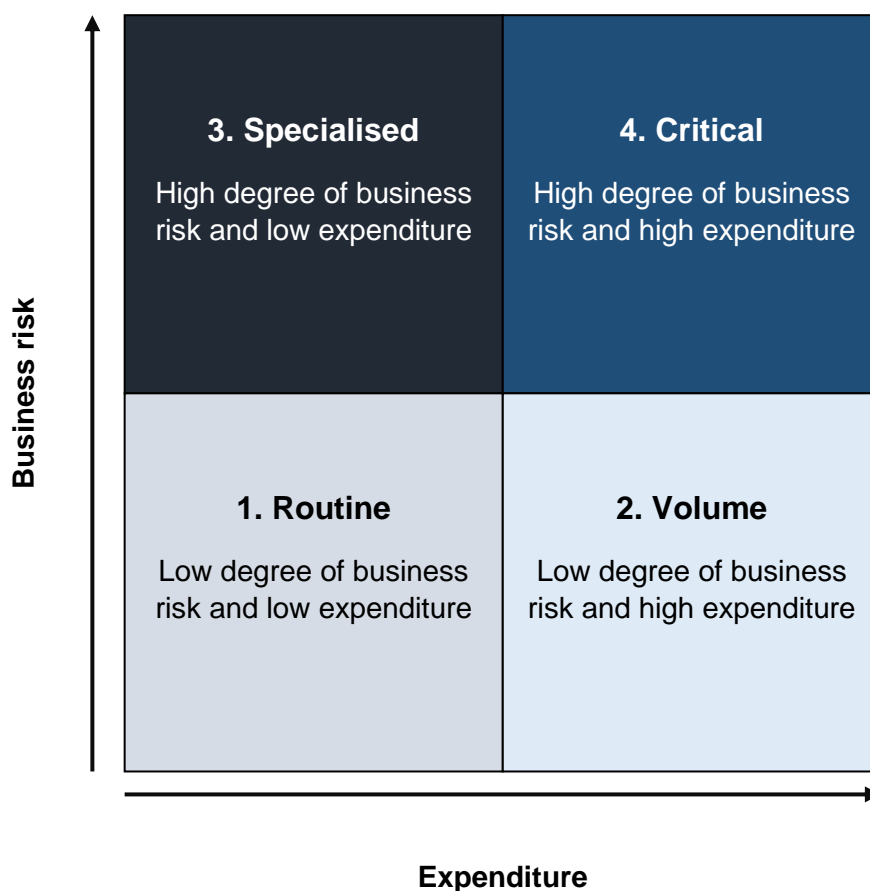 3. Specialised
High degree of business
risk and low expenditure
4. Critical
High degree of business
risk and high expenditure
Business risk
1. Routine
Low degree of business
risk and low expenditure
2. Volume
Low degree of business
risk and high expenditure
Expenditure